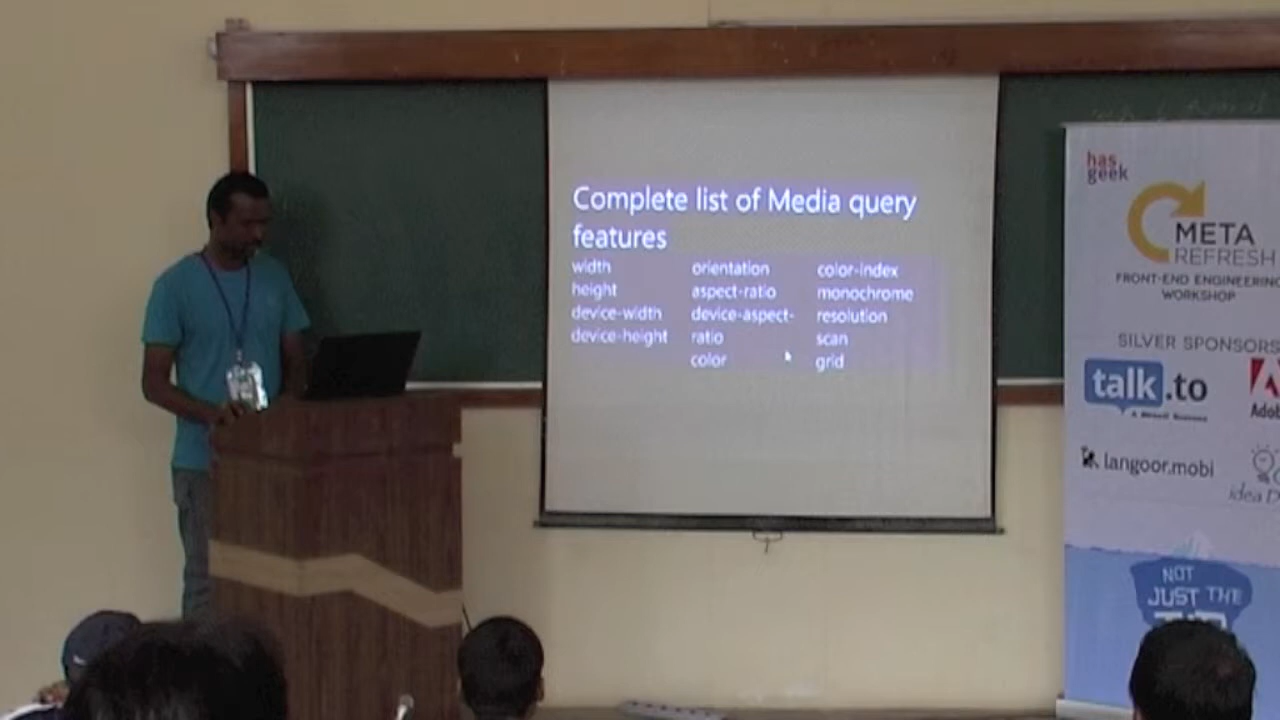 Complete list of Media query
features
width
height
device-width
device-height
orientation
aspect-ratio
device-aspect-
ratio
color
color-index
monochrome
resolution
scan
grid
has
geek
META
REFRESH
FRONT-END ENGINEERING
WORKSHOP
SILVER SPONSORS
talk.to
langoor.mobi
idea
NOT
JUST THE